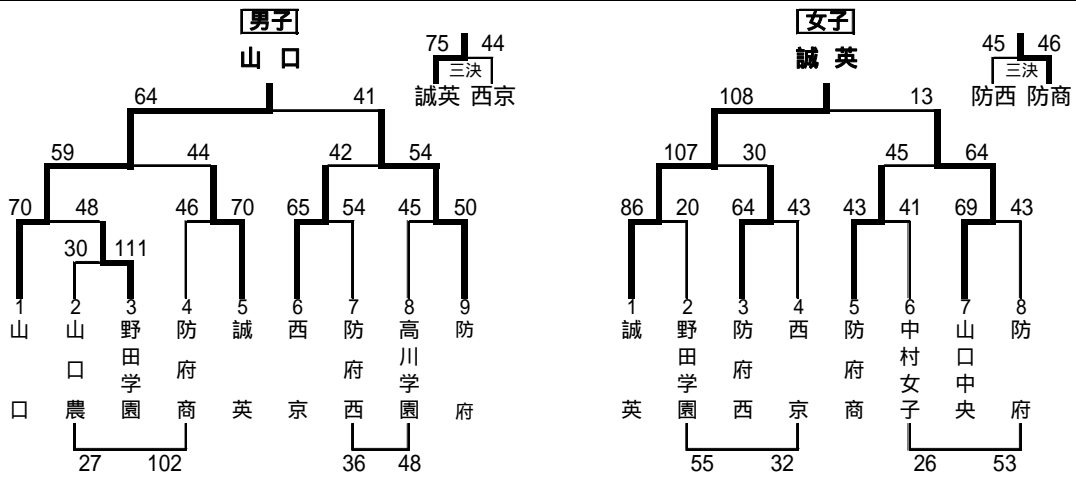 男子
山口
75 44
三決
誠英 西京
64 41
59 44 42 54
70 48 46 70 65 54 45 50
30 111
1 2 3 4 5 6 7 8 9
山口
山口農
野田学園
防府商
誠英
西京
防府西
高川学園
防府
27 102 36 48
女子
誠英
45 46
三決
防西 防商
108 13
107 30 45 64
86 20 64 43 43 41 69 43
1 2 3 4 5 6 7 8
誠英
野田学園
防府西
西京
防府商
中村女子
山口中央
防府
55 32 26 53